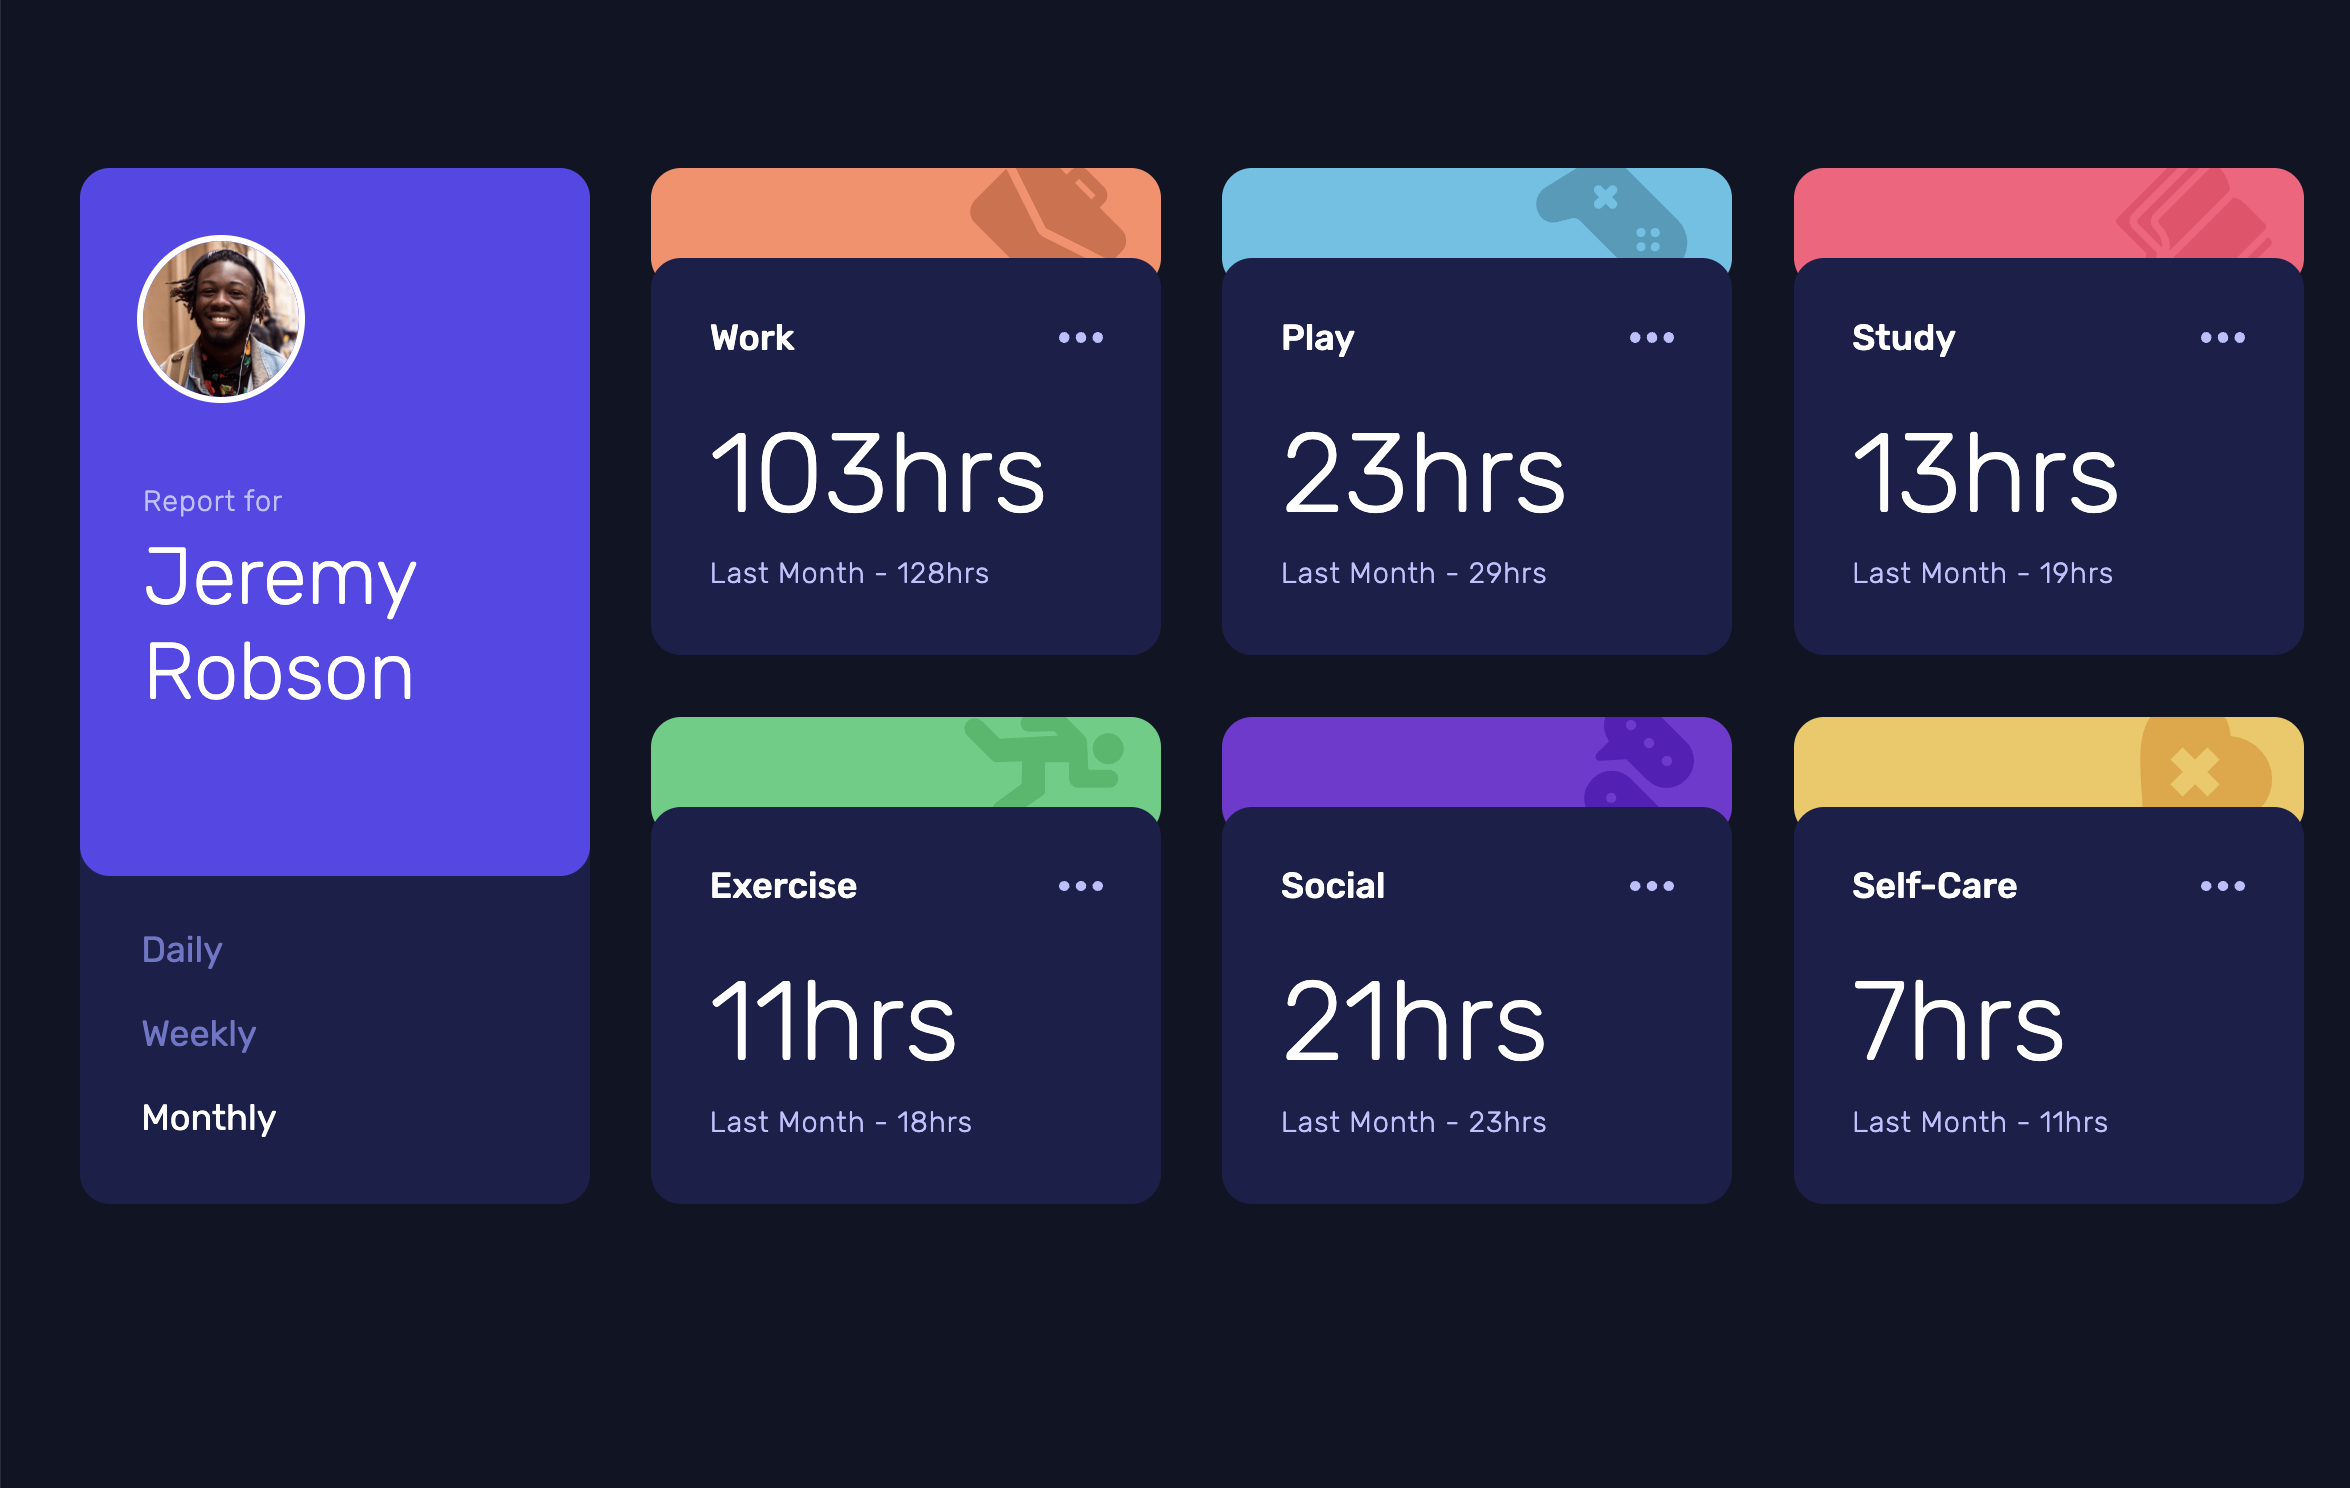 Report for
Jeremy
Robson
Daily
Weekly
Monthly
Work
103hrs
Last Month - 128hrs
Play
23hrs
Last Month - 29hrs
Study
13hrs
Last Month - 19hrs
Exercise
11hrs
Last Month - 18hrs
Social
21hrs
Last Month - 23hrs
Self-Care
7hrs
Last Month - 11hrs